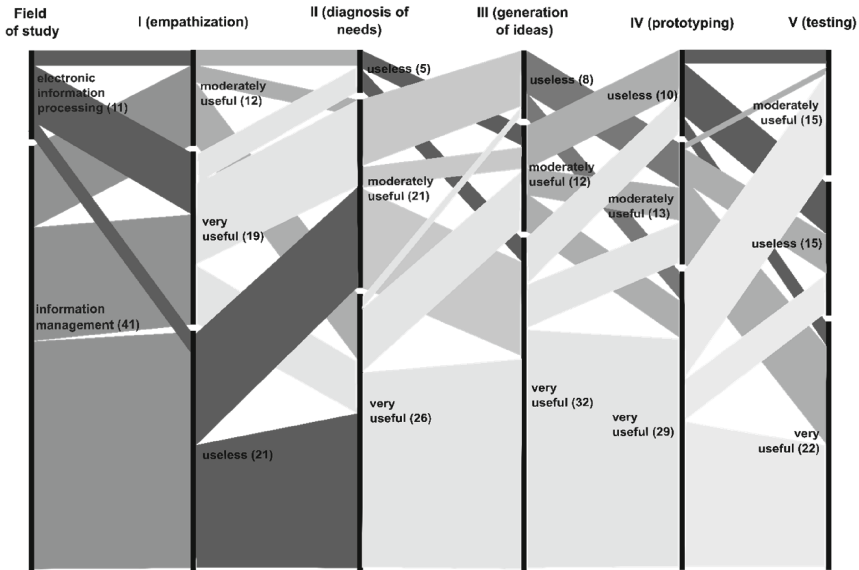 Field
of study
I (empathization)
II (diagnosis of
needs)
III (generation
of ideas)
IV (prototyping)
V (testing)
electronic
information
processing (11)
information
management (41)
moderately
useful (12)
very
useful (19)
useless (21)
useless (5)
moderately
useful (21)
very
useful (26)
useless (8)
moderately
useful (12)
very
useful (32)
useless (10)
moderately
useful (13)
very
useful (29)
moderately
useful (15)
useless (15)
very
useful (22)